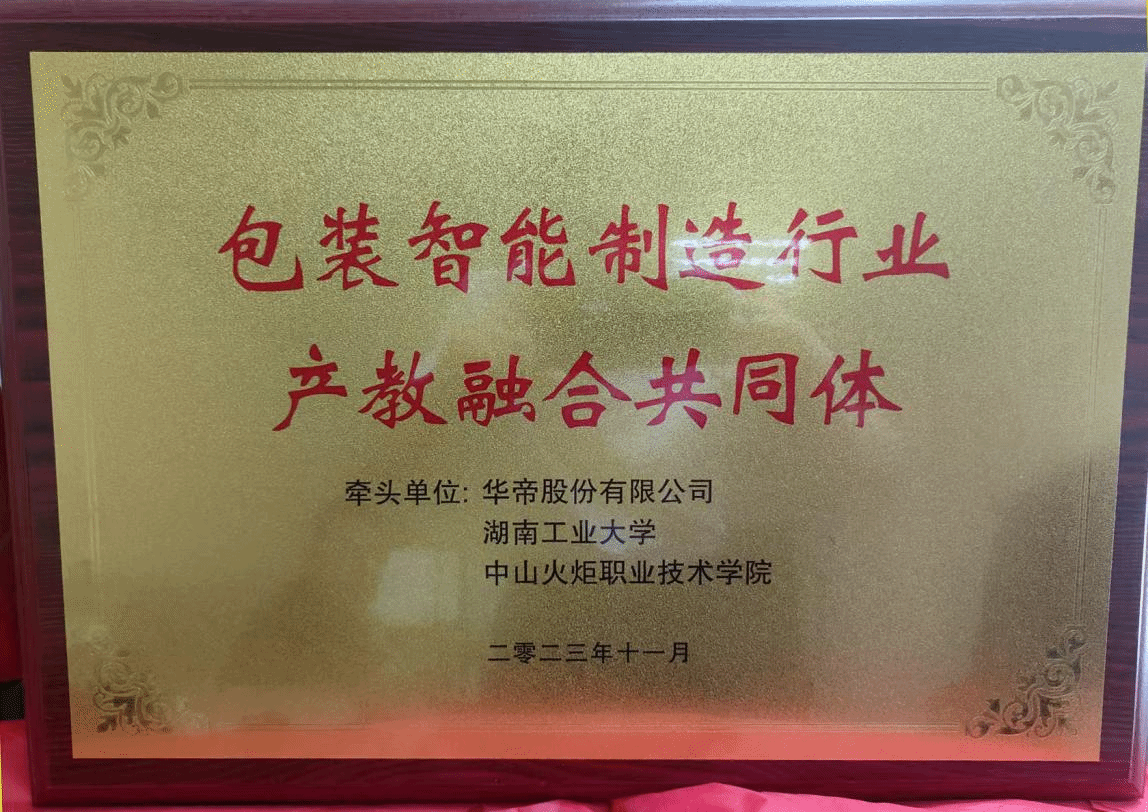 包装智能制造行业
产教融合共同体
牵头单位: 华帝股份有限公司
湖南工业大学
中山火炬职业技术学院
二零二三年十一月